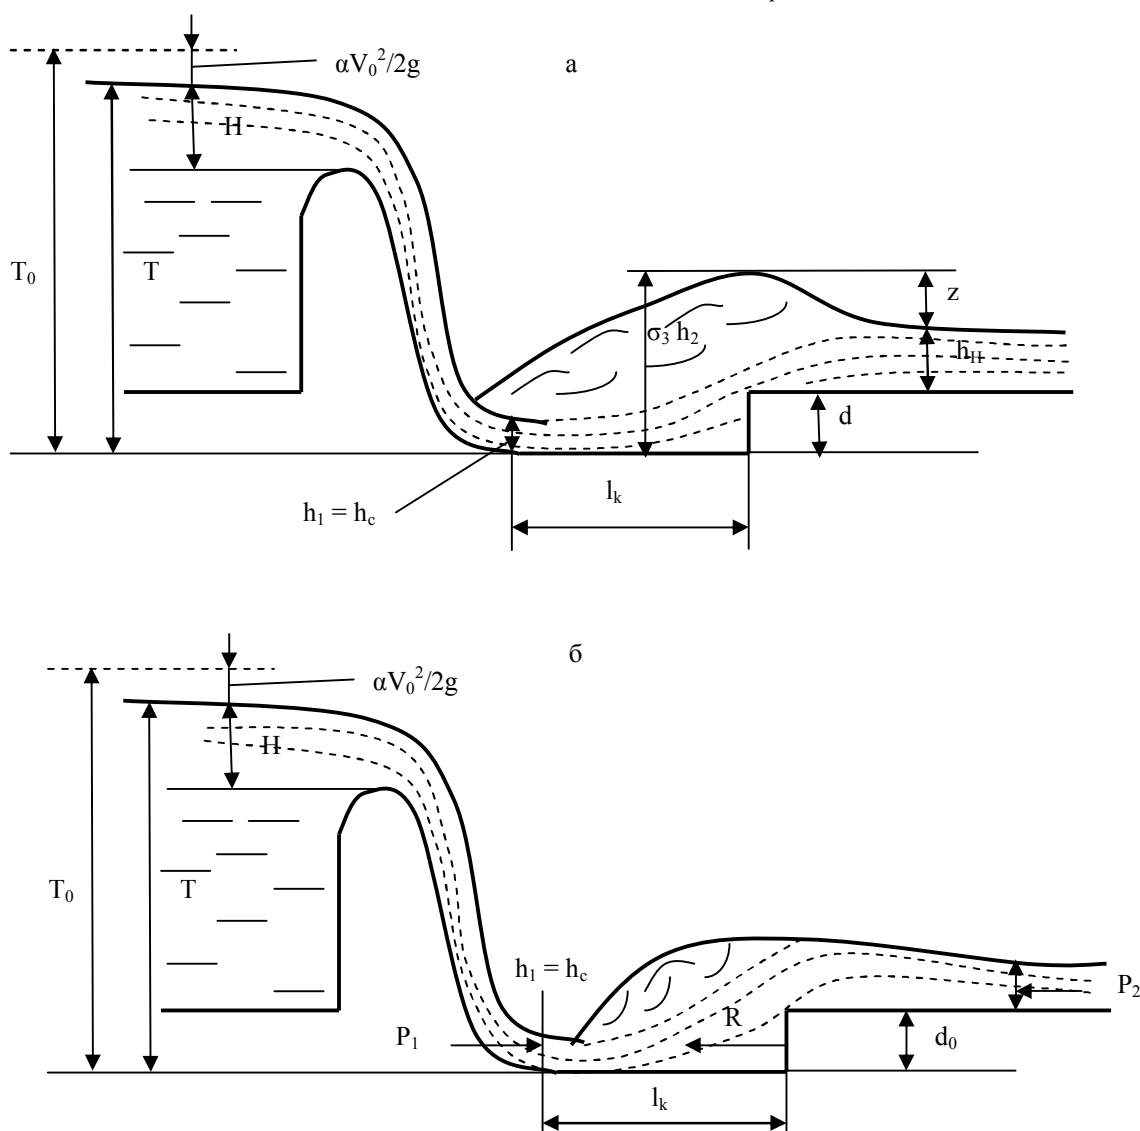 αV₀²/2g
а
H
T₀
T
z
σ₃ h₂
hН
d
h₁ = hc
lk
б
αV₀²/2g
H
T₀
T
h₁ = hc
P₂
P₁
R
d₀
lk